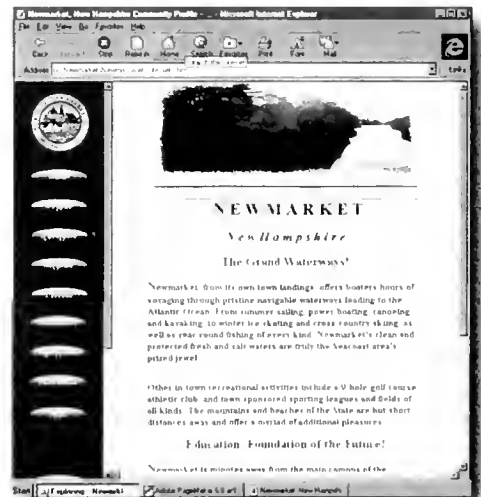 Newmarket, New Hampshire Community Profile - Microsoft Internet Explorer
File Edit View Go Favorites Help
Back Stop Refresh Home Search Favorites Print Font Mail
Address Links
NEWMARKET
New Hampshire
The Grand Waterways!
Newmarket, from its own town landings, offers boaters hours of
voyaging through pristine navigable waterways leading to the
Atlantic Ocean. From summer sailing, power boating, canoeing
and kayaking, to winter ice skating and cross country skiing, as
well as year round fishing of every kind. Newmarket's clean and
protected fresh and salt waters are truly the Seacoast area's
prized jewel.
Other in town recreational activities include a 9 hole golf course
athletic club, and town sponsored sporting leagues and fields of
all kinds. The mountains and beaches of the State are but short
distances away and offer a myriad of additional pleasures.
Education: Foundation of the Future!
Newmarket is minutes away from the main campus of the
Start Exploring - Newmark Adobe PageMaker 6.0 Newmarket, New Hampsh